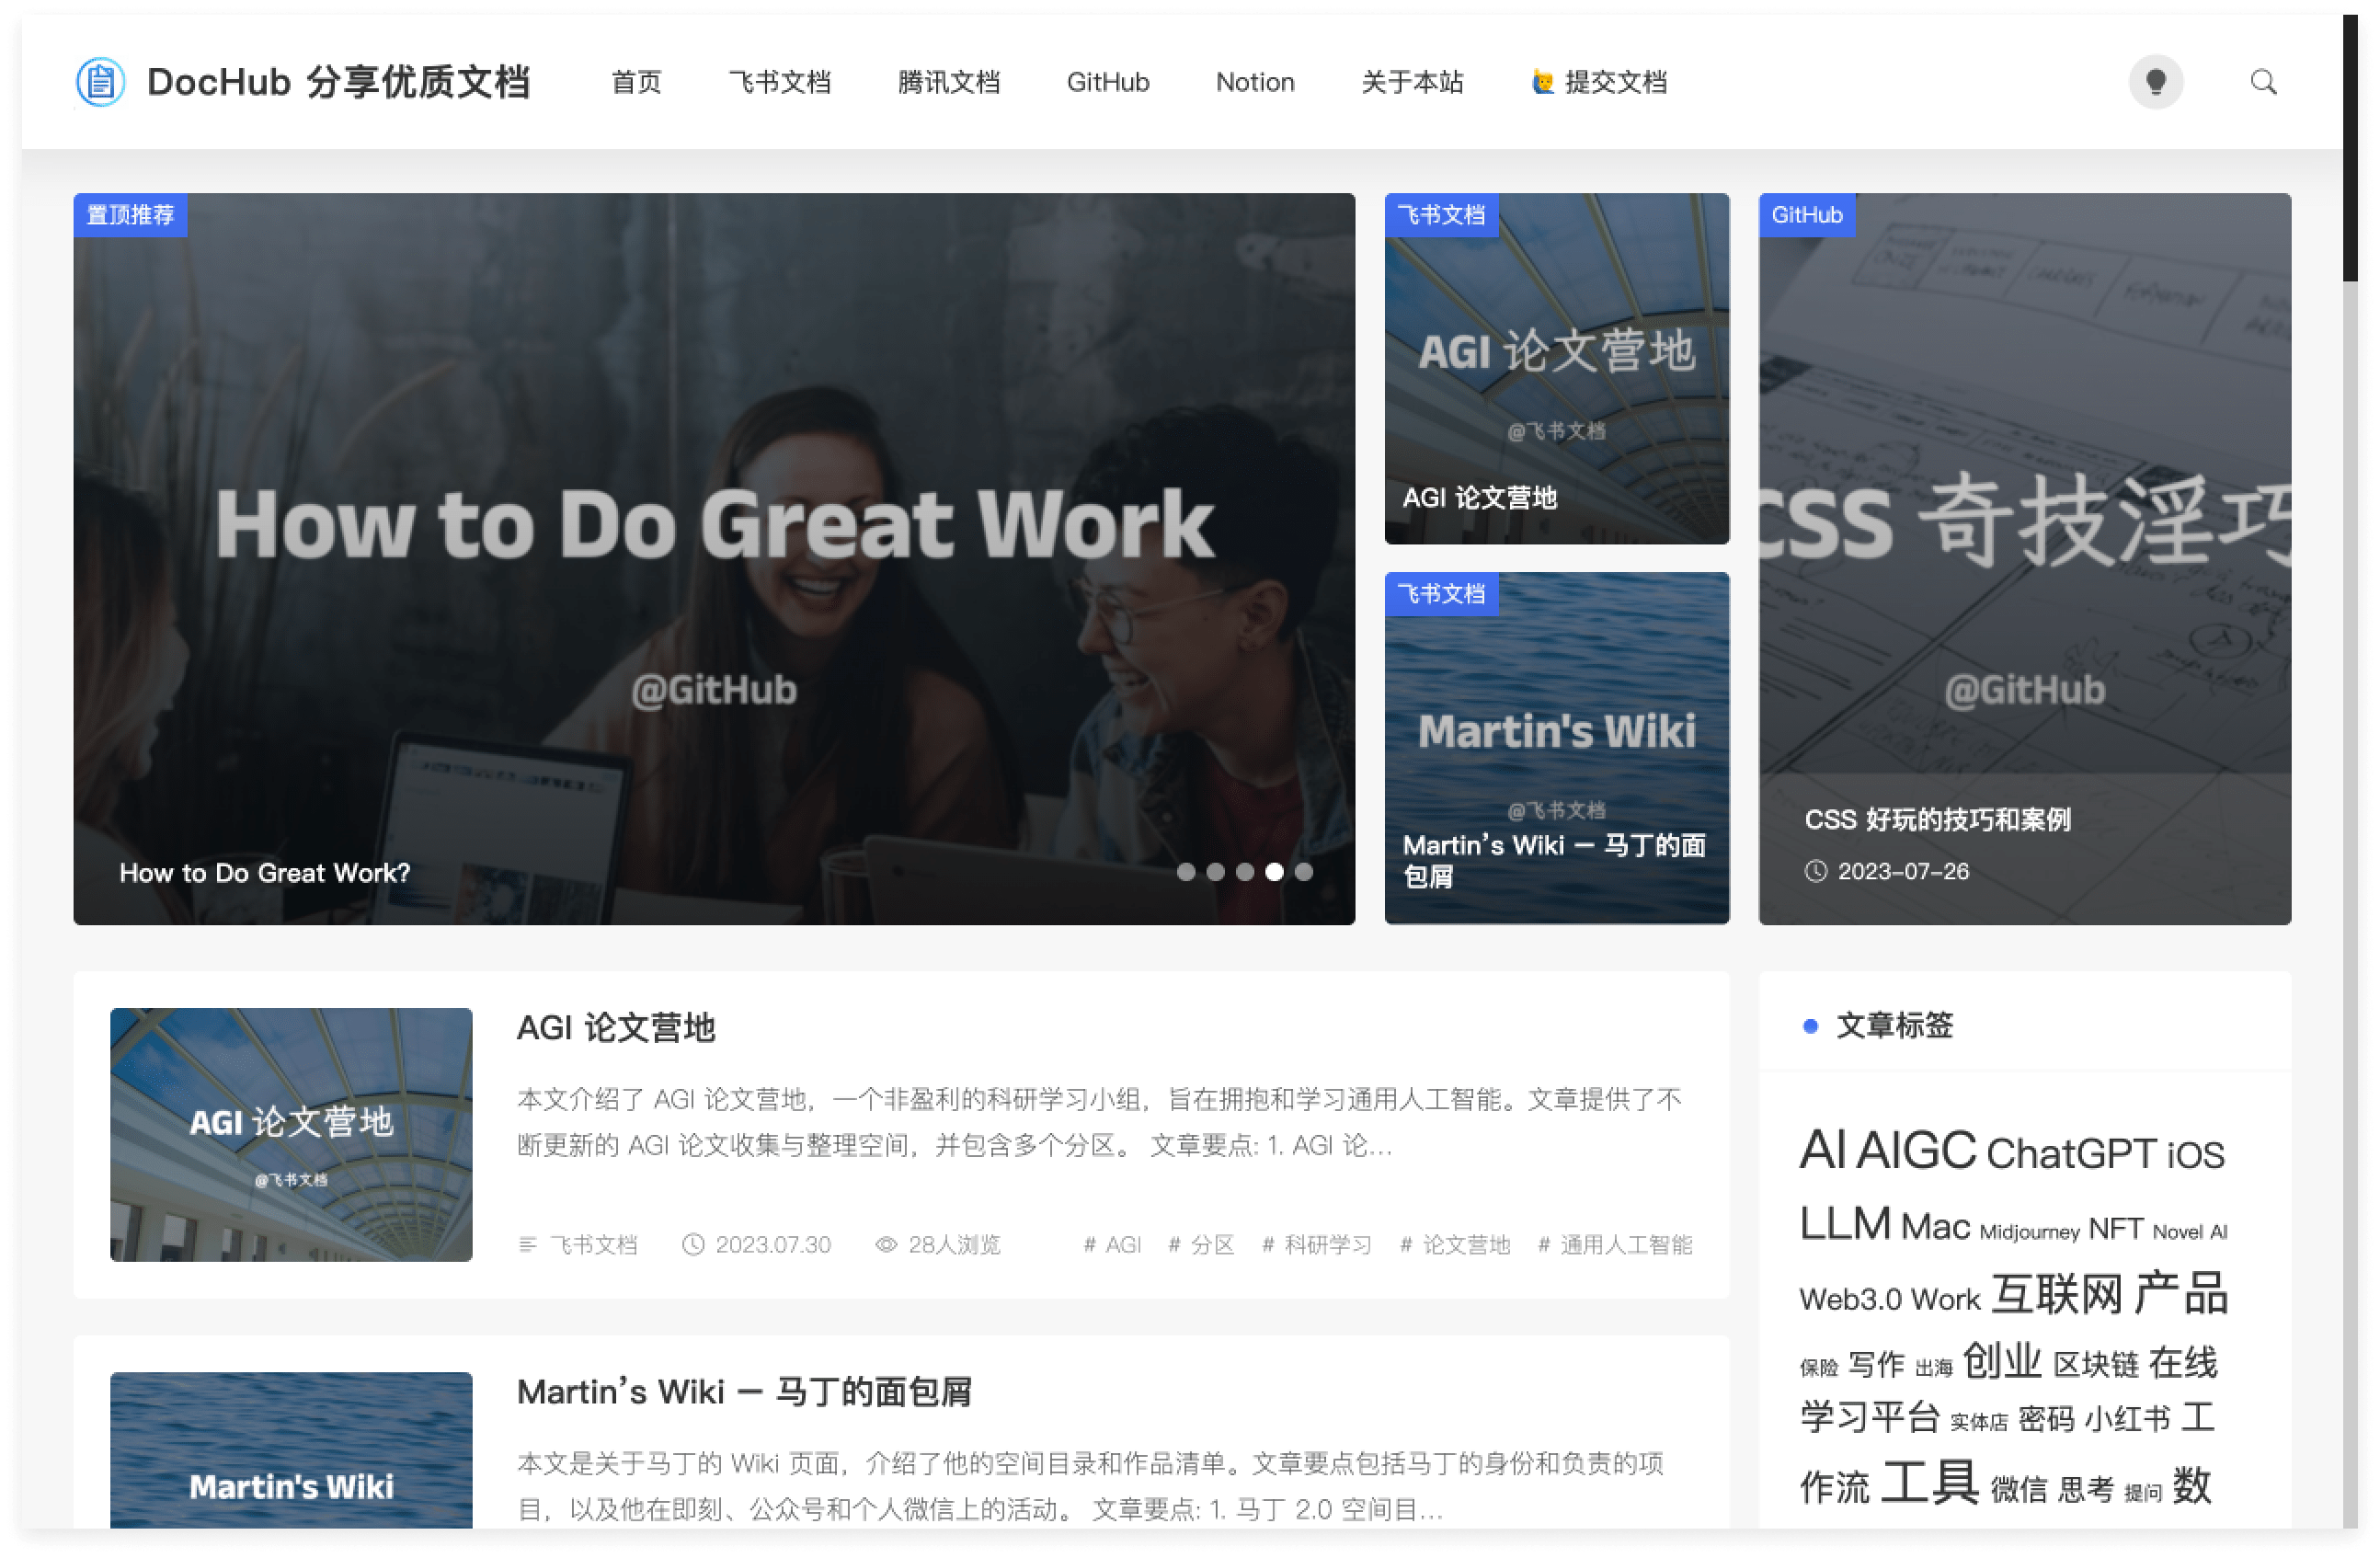 DocHub 分享优质文档
首页
飞书文档
腾讯文档
GitHub
Notion
关于本站
🙋‍♂️ 提交文档
置顶推荐
How to Do Great Work
@GitHub
How to Do Great Work?
飞书文档
AGI 论文营地
@飞书文档
AGI 论文营地
飞书文档
Martin's Wiki
@飞书文档
Martin’s Wiki — 马丁的面
包屑
GitHub
CSS 奇技淫巧
@GitHub
CSS 好玩的技巧和案例
2023-07-26
AGI 论文营地
@飞书文档
AGI 论文营地
本文介绍了 AGI 论文营地，一个非盈利的科研学习小组，旨在拥抱和学习通用人工智能。文章提供了不
断更新的 AGI 论文收集与整理空间，并包含多个分区。 文章要点: 1. AGI 论...
飞书文档
2023.07.30
28人浏览
# AGI # 分区 # 科研学习 # 论文营地 # 通用人工智能
Martin's Wiki
Martin’s Wiki — 马丁的面包屑
本文是关于马丁的 Wiki 页面，介绍了他的空间目录和作品清单。文章要点包括马丁的身份和负责的项
目，以及他在即刻、公众号和个人微信上的活动。 文章要点: 1. 马丁 2.0 空间目...
文章标签
AI AIGC ChatGPT iOS
LLM Mac Midjourney NFT Novel AI
Web3.0 Work 互联网 产品
保险 写作 出海 创业 区块链 在线
学习平台 实体店 密码 小红书 工
作流 工具 微信 思考 提问 数